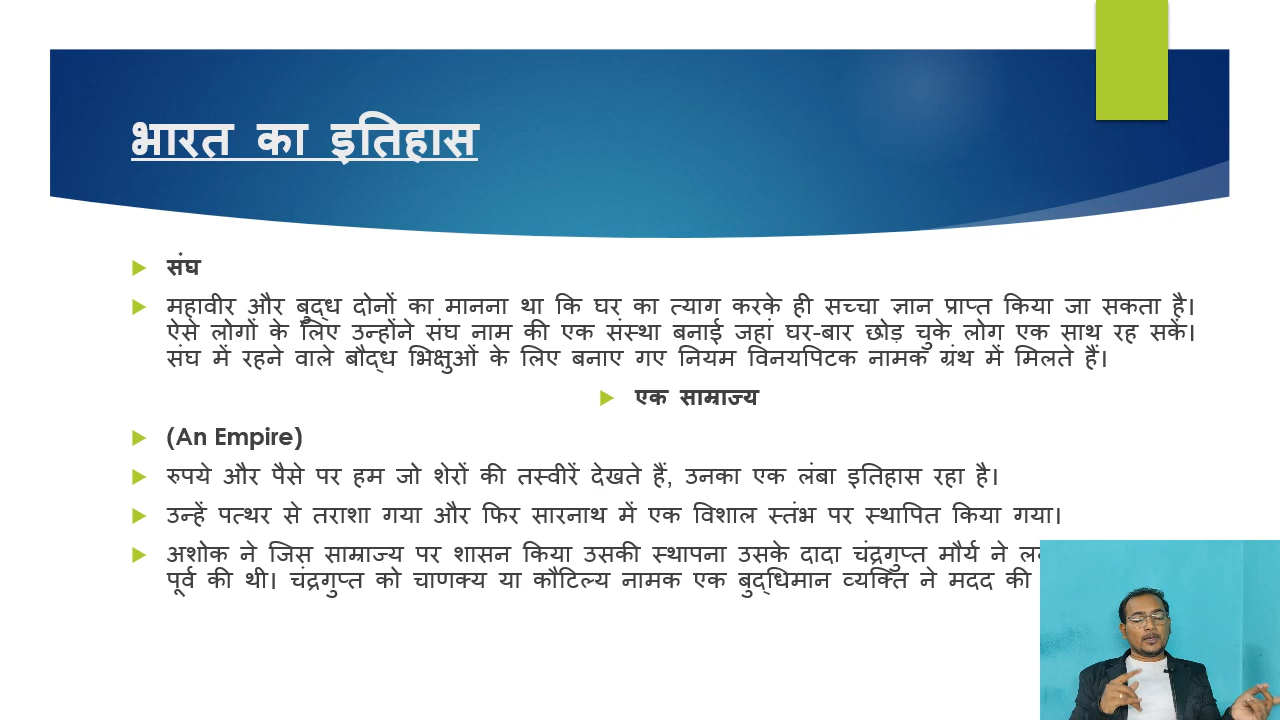 भारत का इतिहास
संघ
महावीर और बुद्ध दोनों का मानना था कि घर का त्याग करके ही सच्चा ज्ञान प्राप्त किया जा सकता है।
ऐसे लोगों के लिए उन्होंने संघ नाम की एक संस्था बनाई जहां घर-बार छोड़ चुके लोग एक साथ रह सकें।
संघ में रहने वाले बौद्ध भिक्षुओं के लिए बनाए गए नियम विनयपिटक नामक ग्रंथ में मिलते हैं।
एक साम्राज्य
(An Empire)
रुपये और पैसे पर हम जो शेरों की तस्वीरें देखते हैं, उनका एक लंबा इतिहास रहा है।
उन्हें पत्थर से तराशा गया और फिर सारनाथ में एक विशाल स्तंभ पर स्थापित किया गया।
अशोक ने जिस साम्राज्य पर शासन किया उसकी स्थापना उसके दादा चंद्रगुप्त मौर्य ने
पूर्व की थी। चंद्रगुप्त को चाणक्य या कौटिल्य नामक एक बुद्धिमान व्यक्ति ने मदद की